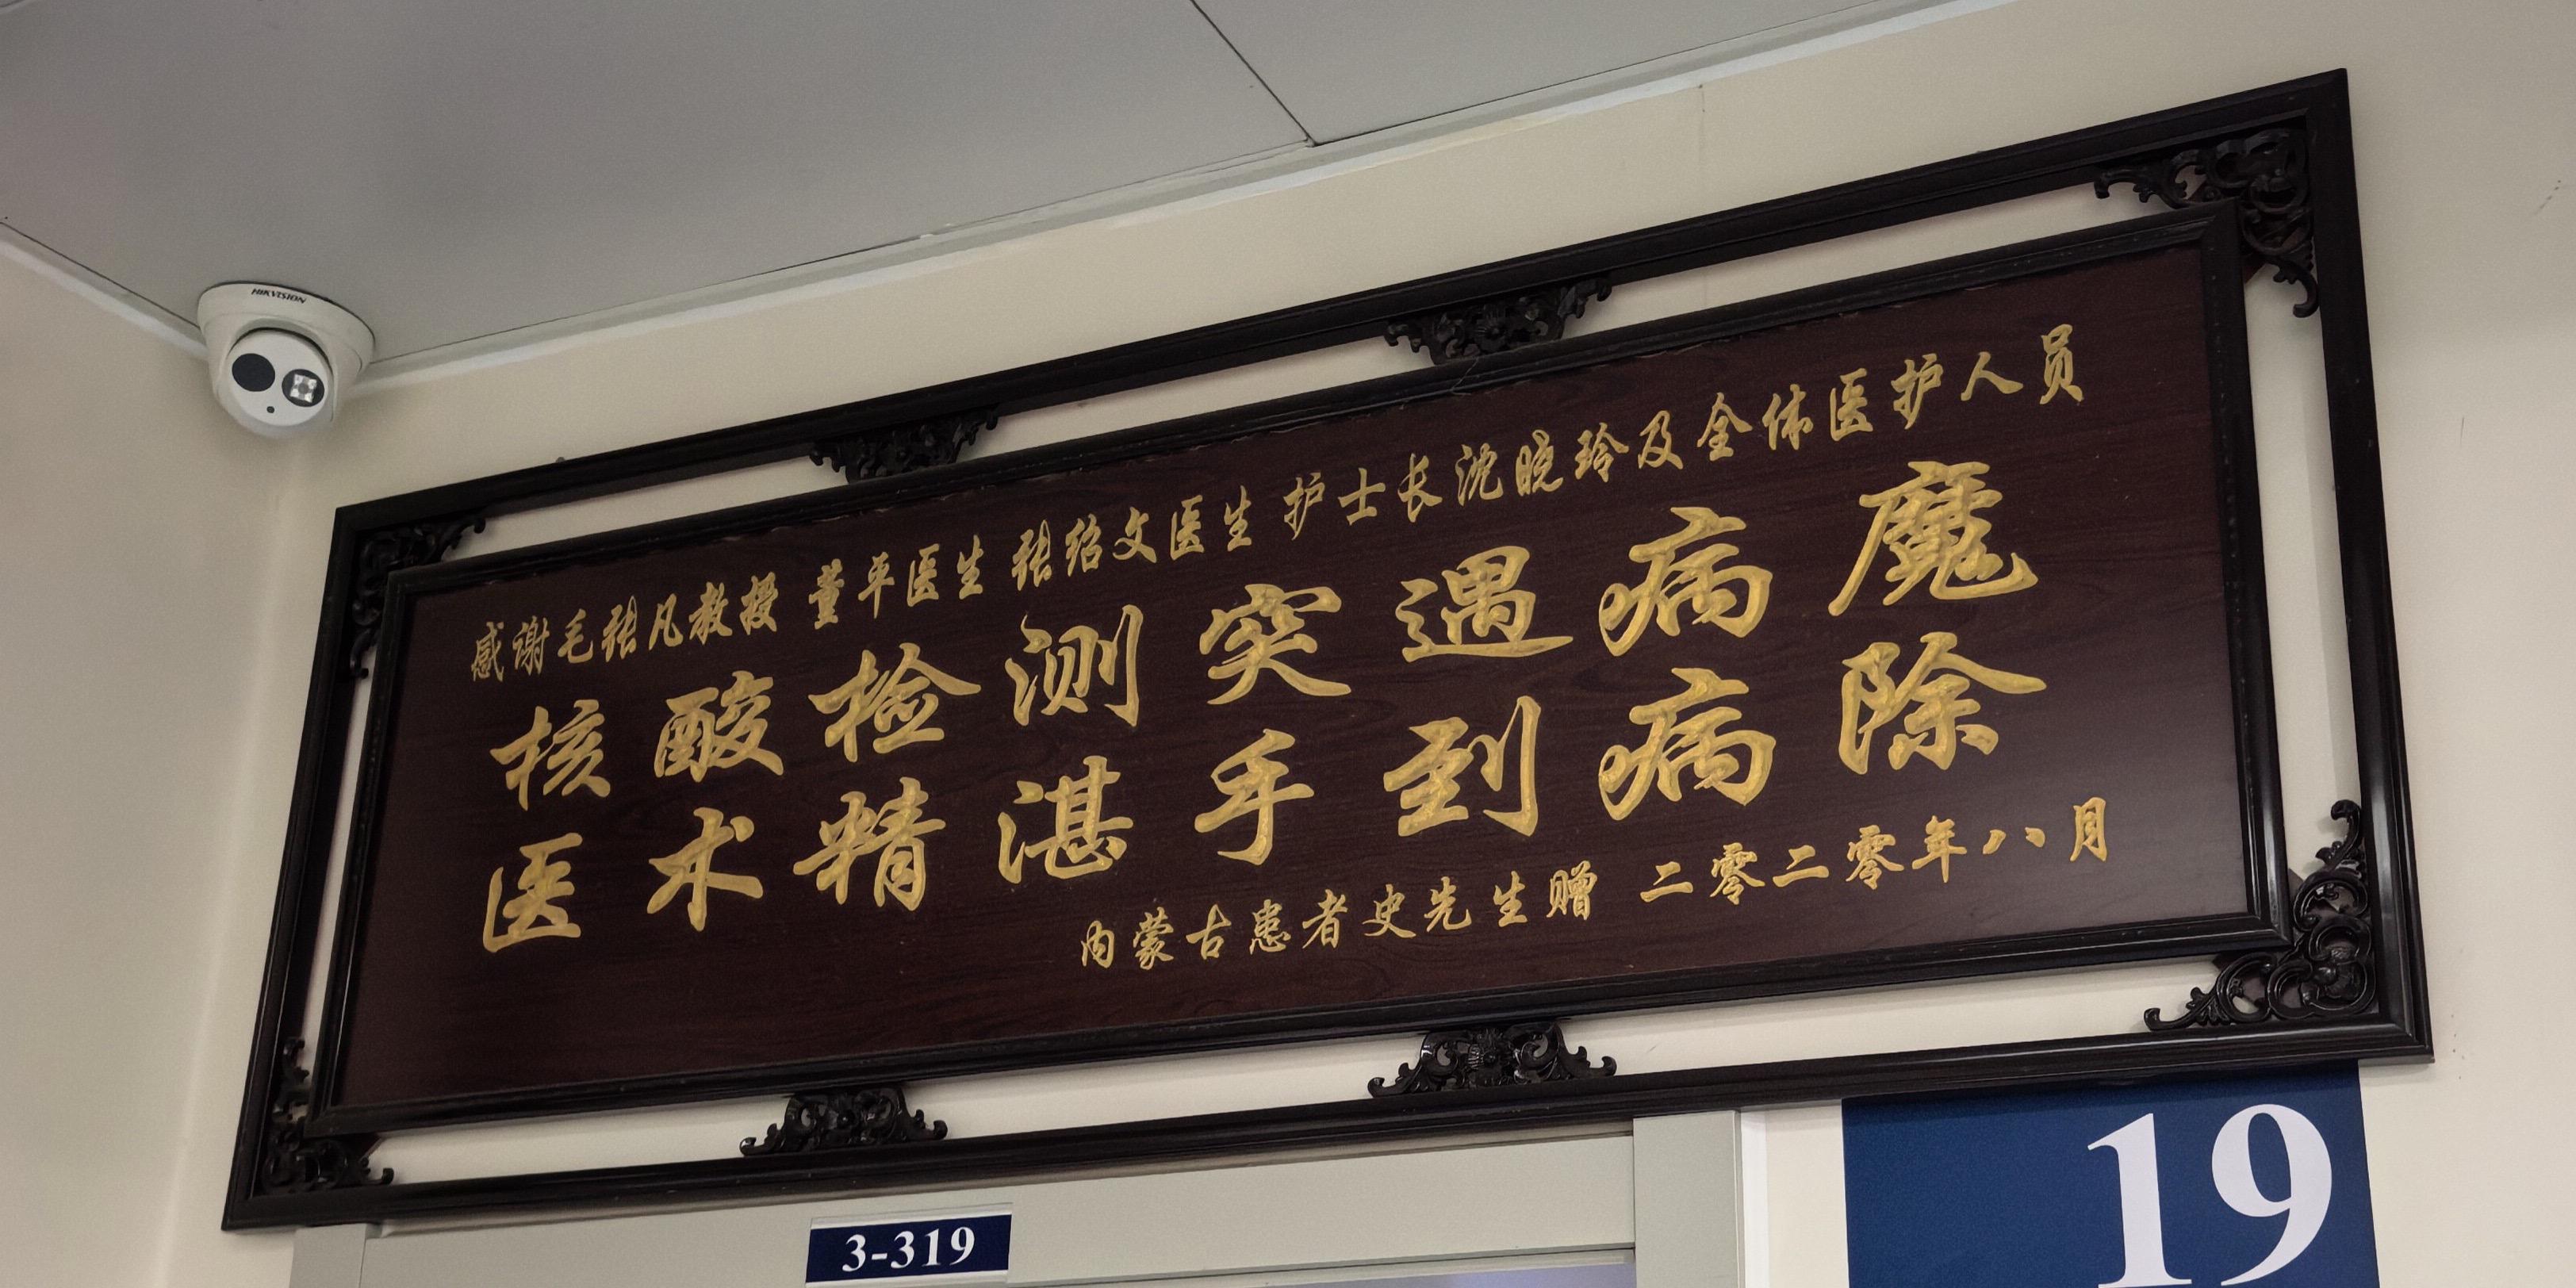 HIKVISION
感谢毛张凡教授 董平医生 张绍文医生 护士长沈晓玲及全体医护人员
核酸检测突遇病魔
医术精湛手到病除
内蒙古患者史先生赠 二零二零年八月
3-319
19